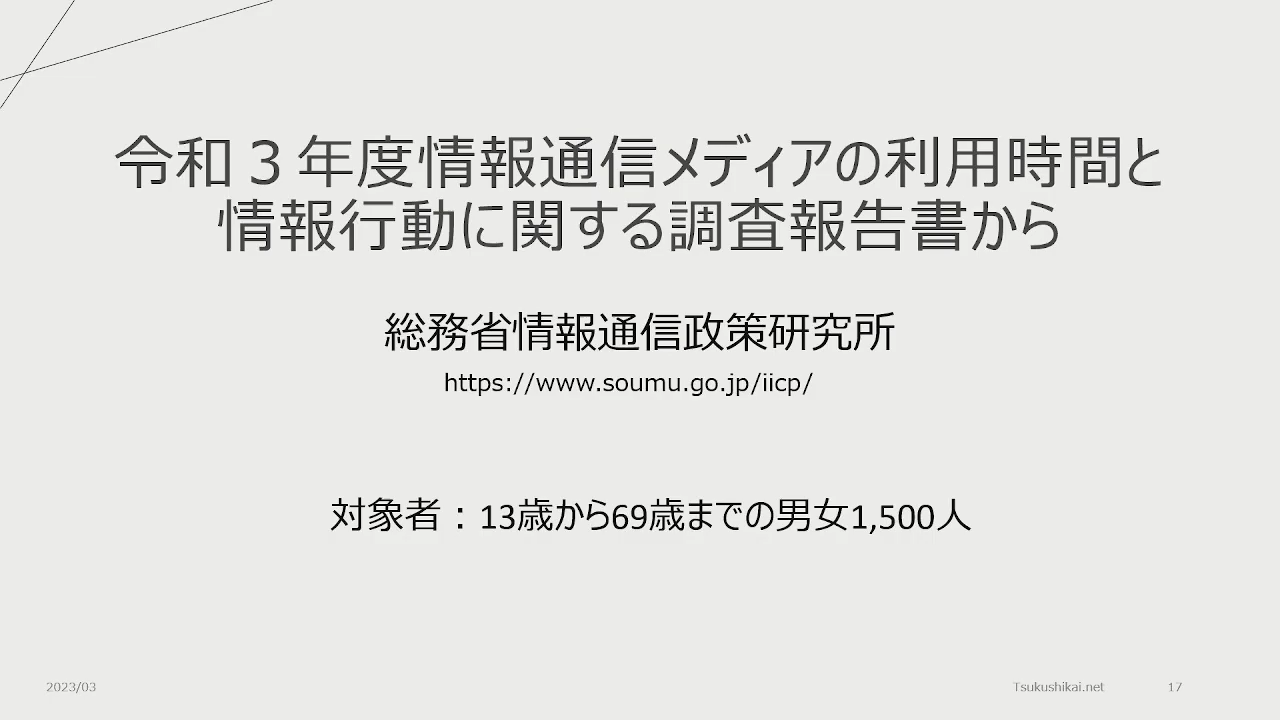 令和３年度情報通信メディアの利用時間と
情報行動に関する調査報告書から
総務省情報通信政策研究所
https://www.soumu.go.jp/iicp/
対象者：13歳から69歳までの男女1,500人
2023/03
Tsukushikai.net
17